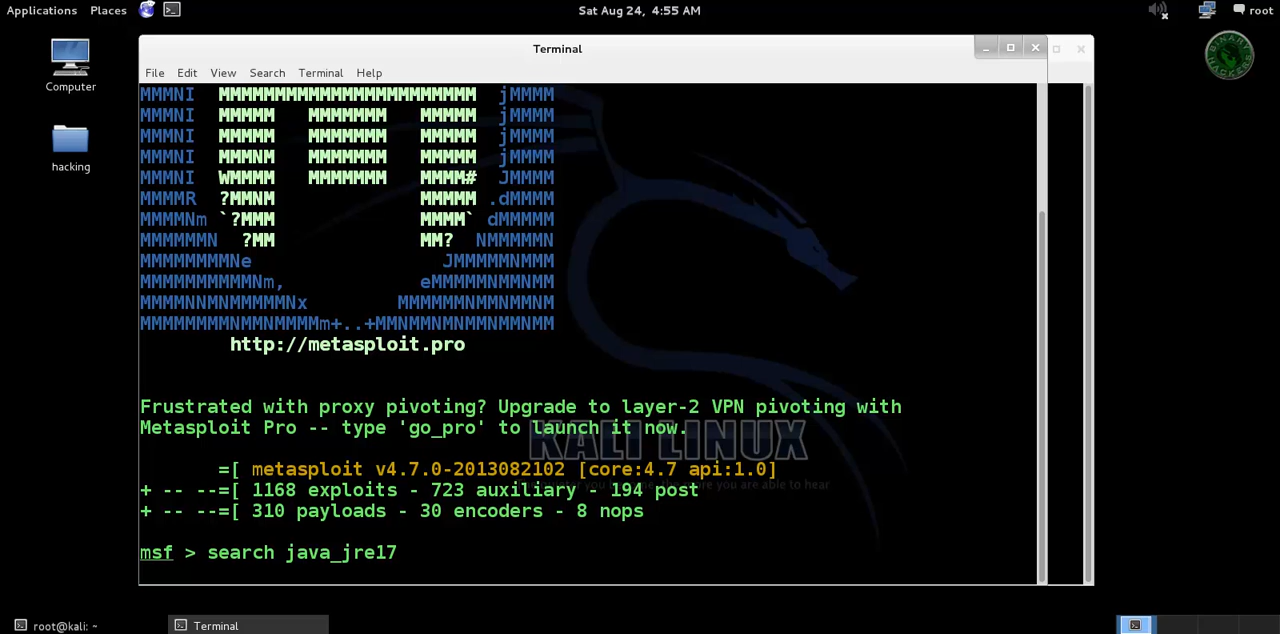 Applications Places Sat Aug 24, 4:55 AM root
Computer
hacking
Terminal
File Edit View Search Terminal Help
MMMNI MMMMMMMMMMMMMMMMMMMMMMM jMMMM
MMMNI MMMMM MMMMMMM MMMMM jMMMM
MMMNI MMMMM MMMMMMM MMMMM jMMMM
MMMNI MMMNM MMMMMMM MMMMM jMMMM
MMMNI WMMMM MMMMMMM MMMM# JMMMM
MMMMR ?MMNM MMMMM .dMMMM
MMMMNm `?MMM MMMM` dMMMMM
MMMMMMN ?MM MM? NMMMMMN
MMMMMMMMNe JMMMMMNMMM
MMMMMMMMMMNm, eMMMMMNMMNMM
MMMMNNMNMMMMMNx MMMMMMNMMNMMNM
MMMMMMMMNMMNMMMMm+..+MMNMMNMNMMNMMNMM
http://metasploit.pro
Frustrated with proxy pivoting? Upgrade to layer-2 VPN pivoting with
Metasploit Pro -- type 'go_pro' to launch it now.
KALI LINUX
=[ metasploit v4.7.0-2013082102 [core:4.7 api:1.0]
+ -- --=[ 1168 exploits - 723 auxiliary - 194 post
+ -- --=[ 310 payloads - 30 encoders - 8 nops
msf > search java_jre17
root@kali: ~ Terminal